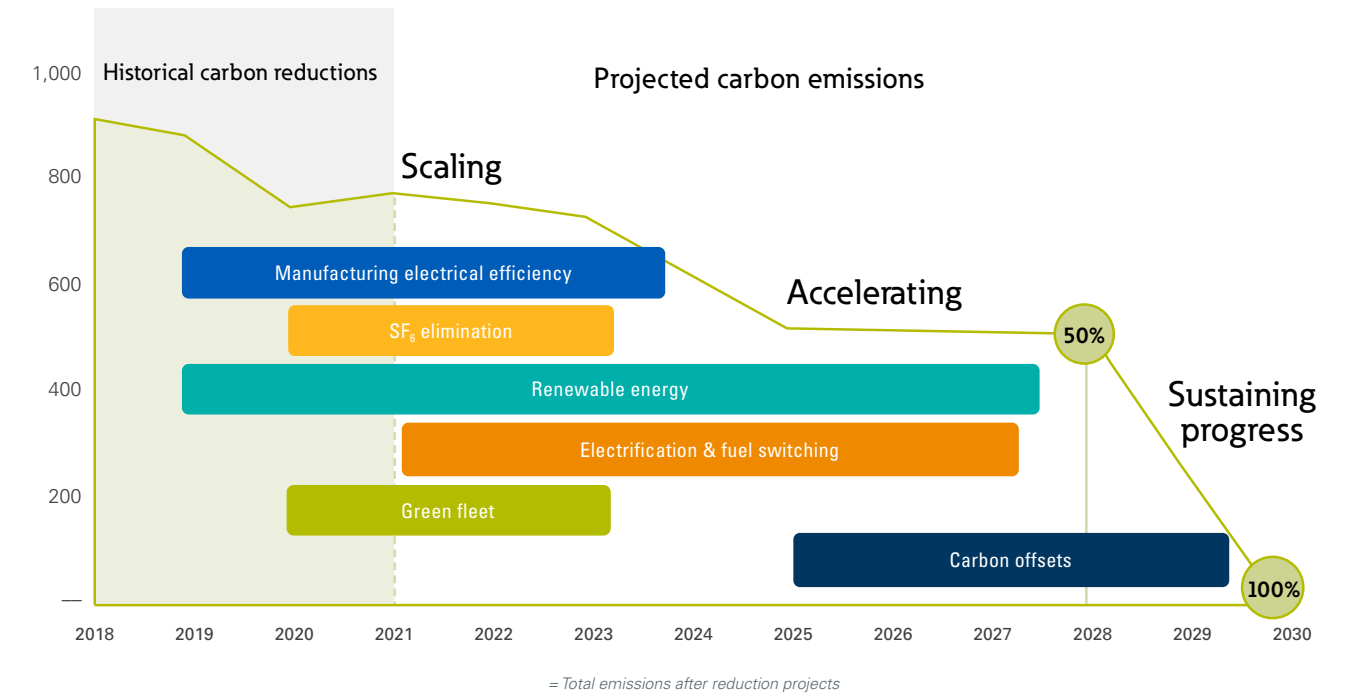 Historical carbon reductions
Projected carbon emissions
1,000
800
600
400
200
—
Scaling
Accelerating
Sustaining
progress
Manufacturing electrical efficiency
SF₆ elimination
Renewable energy
Electrification & fuel switching
Green fleet
Carbon offsets
50%
100%
2018 2019 2020 2021 2022 2023 2024 2025 2026 2027 2028 2029 2030
= Total emissions after reduction projects